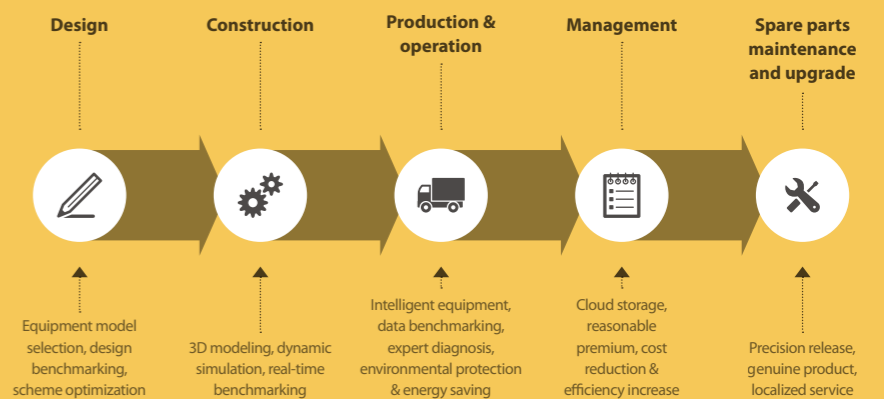 Design
Construction
Production &
operation
Management
Spare parts
maintenance
and upgrade
Equipment model
selection, design
benchmarking,
scheme optimization
3D modeling, dynamic
simulation, real-time
benchmarking
Intelligent equipment,
data benchmarking,
expert diagnosis,
environmental protection
& energy saving
Cloud storage,
reasonable
premium, cost
reduction &
efficiency increase
Precision release,
genuine product,
localized service